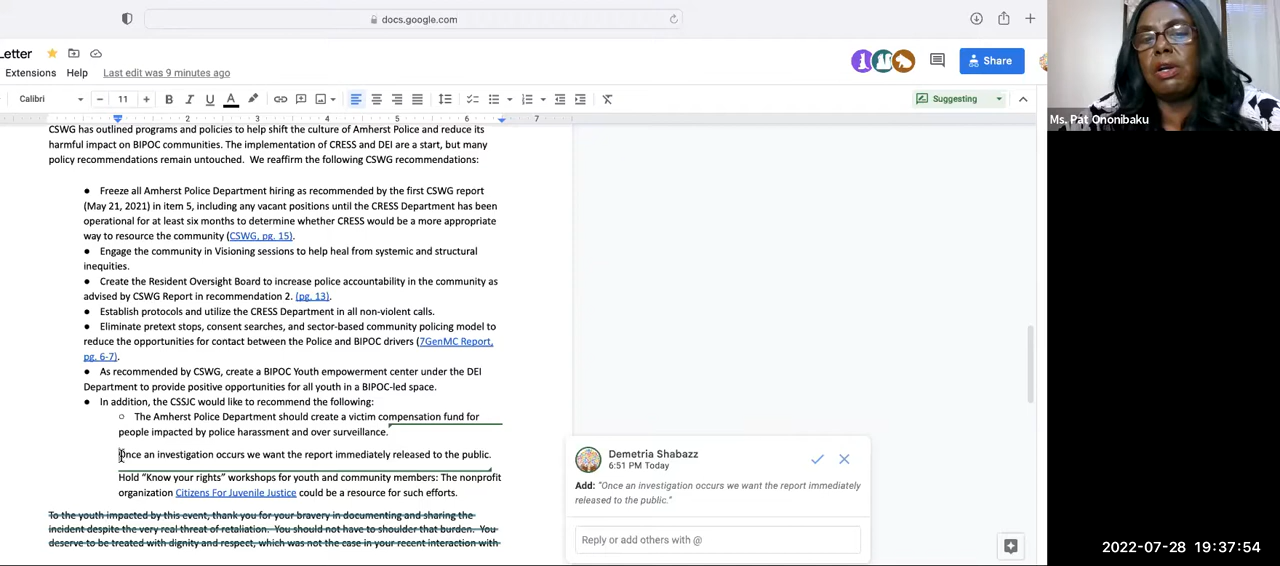 docs.google.com
Letter
Extensions Help Last edit was 9 minutes ago
Share
Calibri 11 B I U A Suggesting
2 3 4 5 6 7
CSWG has outlined programs and policies to help shift the culture of Amherst Police and reduce its
harmful impact on BIPOC communities. The implementation of CRESS and DEI are a start, but many
policy recommendations remain untouched. We reaffirm the following CSWG recommendations:
● Freeze all Amherst Police Department hiring as recommended by the first CSWG report
(May 21, 2021) in item 5, including any vacant positions until the CRESS Department has been
operational for at least six months to determine whether CRESS would be a more appropriate
way to resource the community (CSWG, pg. 15).
● Engage the community in Visioning sessions to help heal from systemic and structural
inequities.
● Create the Resident Oversight Board to increase police accountability in the community as
advised by CSWG Report in recommendation 2. (pg. 13).
● Establish protocols and utilize the CRESS Department in all non-violent calls.
● Eliminate pretext stops, consent searches, and sector-based community policing model to
reduce the opportunities for contact between the Police and BIPOC drivers (7GenMC Report,
pg. 6-7).
● As recommended by CSWG, create a BIPOC Youth empowerment center under the DEI
Department to provide positive opportunities for all youth in a BIPOC-led space.
● In addition, the CSSJC would like to recommend the following:
○ The Amherst Police Department should create a victim compensation fund for
people impacted by police harassment and over surveillance.
Once an investigation occurs we want the report immediately released to the public.
Hold “Know your rights” workshops for youth and community members: The nonprofit
organization Citizens For Juvenile Justice could be a resource for such efforts.
To the youth impacted by this event, thank you for your bravery in documenting and sharing the
incident despite the very real threat of retaliation. You should not have to shoulder that burden. You
deserve to be treated with dignity and respect, which was not the case in your recent interaction with
Demetria Shabazz
6:51 PM Today
Add: "Once an investigation occurs we want the report immediately
released to the public."
Reply or add others with @
Ms. Pat Ononibaku
2022-07-28 19:37:54